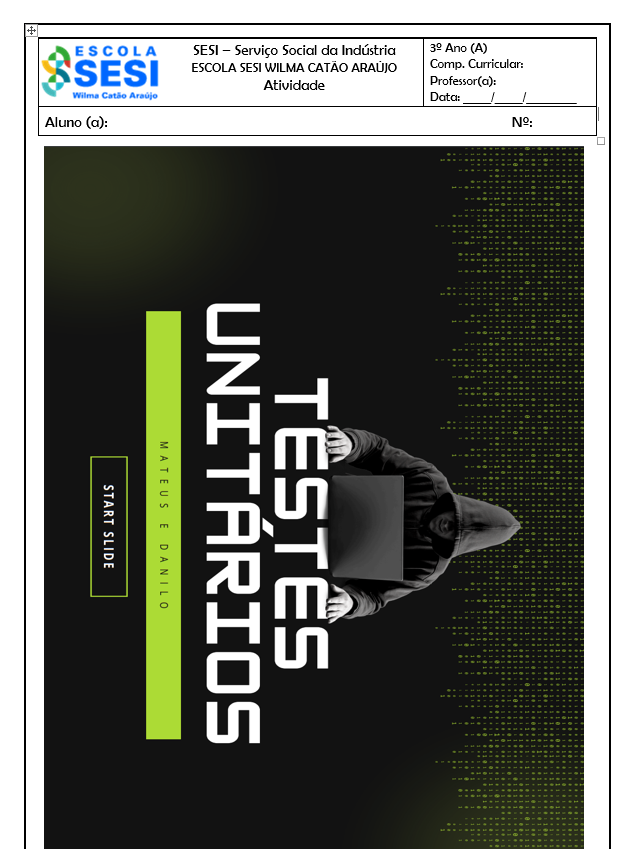 ESCOLA
SESI
Wilma Catão Araújo
SESI – Serviço Social da Indústria
ESCOLA SESI WILMA CATÃO ARAÚJO
Atividade
3º Ano (A)
Comp. Curricular:
Professor(a):
Data: ____/____/________
Aluno (a):
Nº:
TESTES
UNITÁRIOS
MATEUS E DANILO
START SLIDE